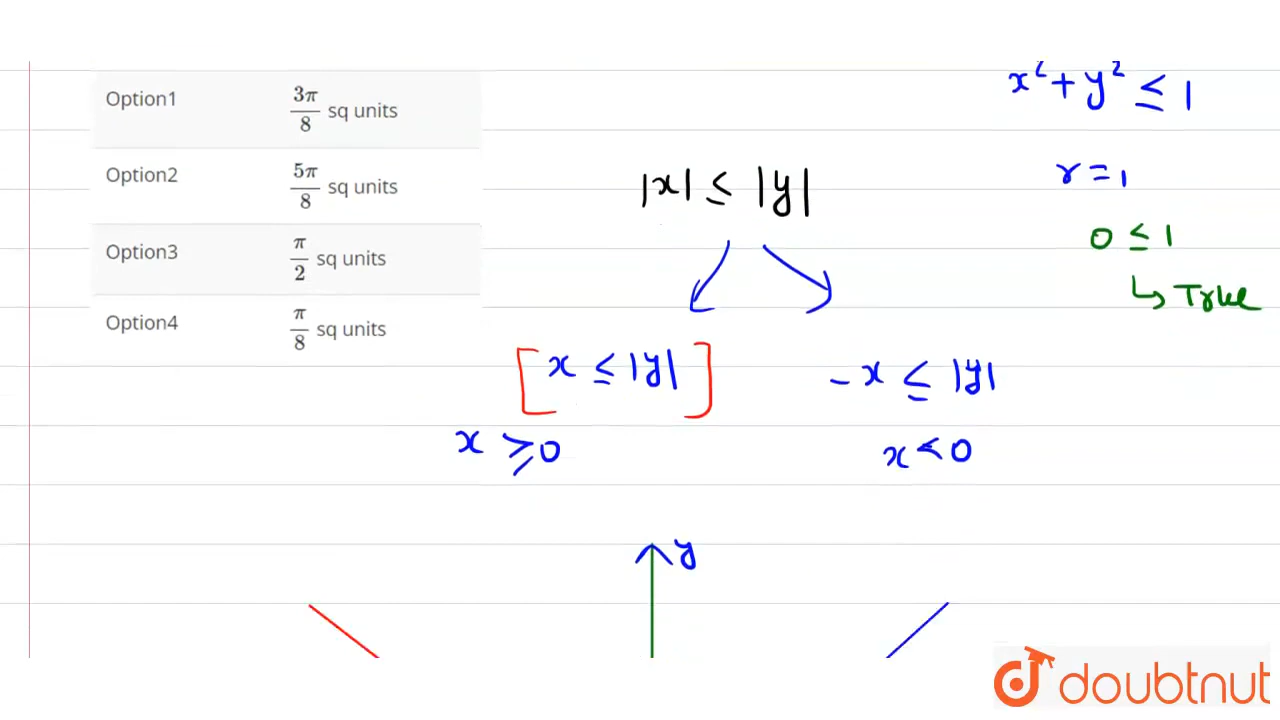 x² + y² ≤ 1
Option1 3π/8 sq units
|x| ≤ |y|
r = 1
Option2 5π/8 sq units
0 ≤ 1
Option3 π/2 sq units
↳ True
Option4 π/8 sq units
[x ≤ |y|] -x ≤ |y|
x ≥ 0 x < 0
y
doubtnut